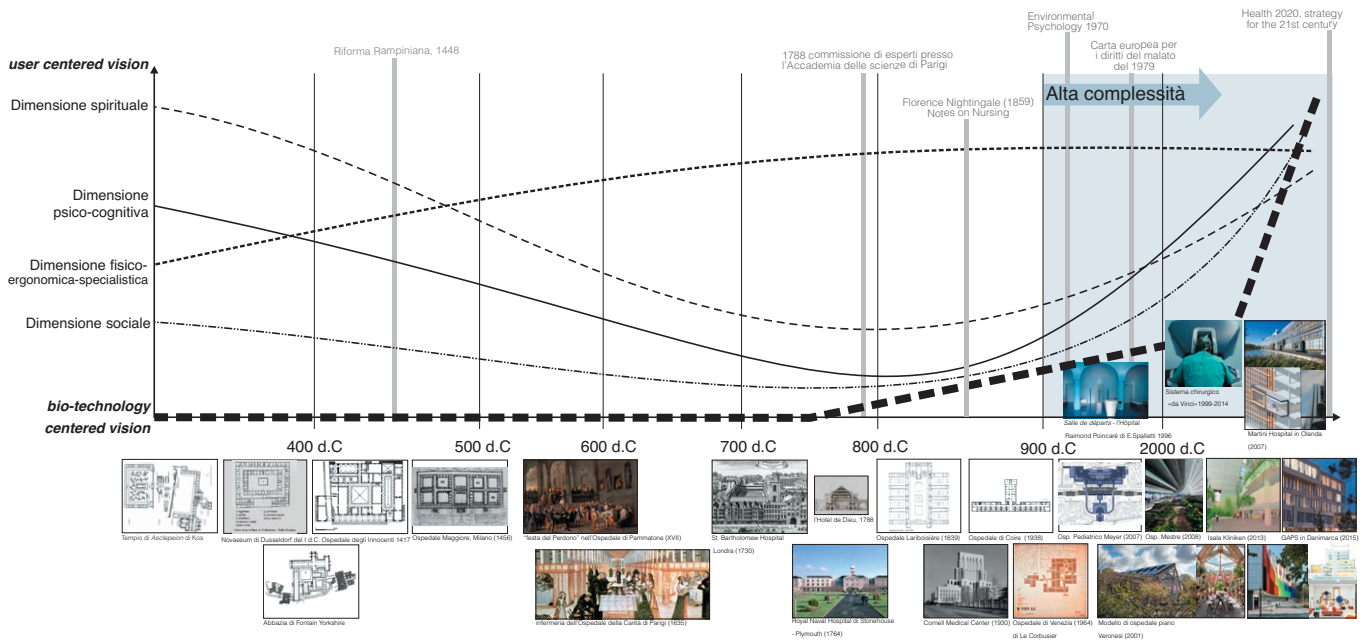 Riforma Rampiniana, 1448
1788 commissione di esperti presso
l'Accademia delle scienze di Parigi
Florence Nightingale (1859)
Notes on Nursing
Environmental
Psychology 1970
Carta europea per
i diritti del malato
del 1979
Health 2020, strategy
for the 21st century
Alta complessità
user centered vision
Dimensione spirituale
Dimensione
psico-cognitiva
Dimensione fisico-
ergonomica-specialistica
Dimensione sociale
bio-technology
centered vision
400 d.C
500 d.C
600 d.C
700 d.C
800 d.C
900 d.C
2000 d.C
Salle de départs - l'Hôpital
Raimond Poincaré di E.Spalletti 1996
Sistema chirurgico
«da Vinci»1999-2014
Martini Hospital in Olanda
(2007)
Tempio di Asclepeion di Kos
Novaesum di Dusseldorf del I d.C.
Ospedale degli Innocenti 1417
Ospedale Maggiore, Milano (1456)
"festa del Perdono" nell'Ospedale di Pammatone (XVII)
St. Bartholomew Hospital
Londra (1730)
l'Hotel de Dieu, 1788
Ospedale Lariboisière (1839)
Ospedale di Coire (1938)
Osp. Pediatrico Meyer (2007)
Osp. Mestre (2008)
Isala Kliniken (2013)
GAPS in Danimarca (2015)
Abbazia di Fontain Yorkshire
infermeria dell'Ospedale della Carità di Parigi (1635)
Royal Naval Hospital di Stonehouse
- Plymouth (1764)
Cornell Medical Center (1930)
Ospedale di Venezia (1964)
di Le Corbusier
Modello di ospedale piano
Veronesi (2001)